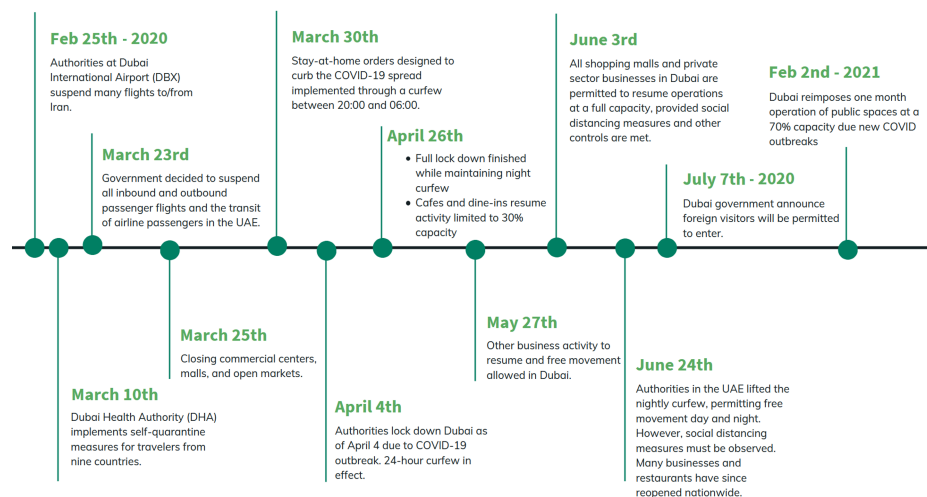 Feb 25th - 2020
Authorities at Dubai
International Airport (DBX)
suspend many flights to/from
Iran.
March 10th
Dubai Health Authority (DHA)
implements self-quarantine
measures for travelers from
nine countries.
March 23rd
Government decided to suspend
all inbound and outbound
passenger flights and the transit
of airline passengers in the UAE.
March 25th
Closing commercial centers,
malls, and open markets.
March 30th
Stay-at-home orders designed to
curb the COVID-19 spread
implemented through a curfew
between 20:00 and 06:00.
April 4th
Authorities lock down Dubai as
of April 4 due to COVID-19
outbreak. 24-hour curfew in
effect.
April 26th
• Full lock down finished
while maintaining night
curfew
• Cafes and dine-ins resume
activity limited to 30%
capacity
May 27th
Other business activity to
resume and free movement
allowed in Dubai.
June 3rd
All shopping malls and private
sector businesses in Dubai are
permitted to resume operations
at a full capacity, provided social
distancing measures and other
controls are met.
June 24th
Authorities in the UAE lifted the
nightly curfew, permitting free
movement day and night.
However, social distancing
measures must be observed.
Many businesses and
restaurants have since
reopened nationwide.
July 7th - 2020
Dubai government announce
foreign visitors will be permitted
to enter.
Feb 2nd - 2021
Dubai reimposes one month
operation of public spaces at a
70% capacity due new COVID
outbreaks